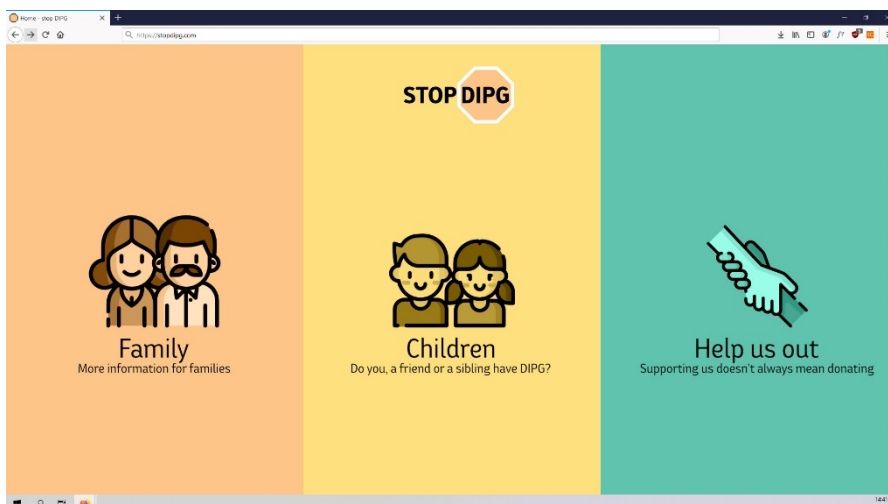 Home - stop DIPG
https://stopdipg.com
STOP DIPG
Family
More information for families
Children
Do you, a friend or a sibling have DIPG?
Help us out
Supporting us doesn't always mean donating